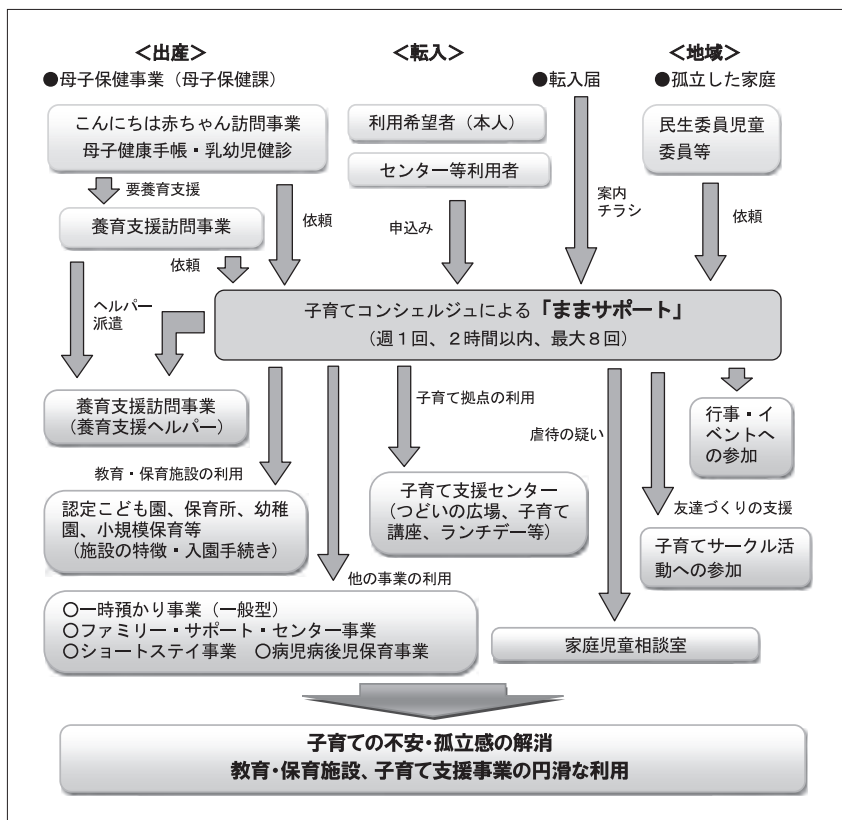 ＜出産＞
＜転入＞
＜地域＞
●母子保健事業（母子保健課）
●転入届
●孤立した家庭
こんにちは赤ちゃん訪問事業
母子健康手帳・乳幼児健診
利用希望者（本人）
センター等利用者
民生委員児童
委員等
要養育支援
養育支援訪問事業
依頼
依頼
申込み
案内
チラシ
依頼
ヘルパー
派遣
子育てコンシェルジュによる「ままサポート」
（週１回、２時間以内、最大８回）
養育支援訪問事業
(養育支援ヘルパー)
子育て拠点の利用
虐待の疑い
行事・イ
ベントへ
の参加
教育・保育施設の利用
認定こども園、保育所、幼稚
園、小規模保育等
（施設の特徴・入園手続き）
子育て支援センター
(つどいの広場、子育て
講座、ランチデー等)
友達づくりの支援
子育てサークル活
動への参加
他の事業の利用
○一時預かり事業（一般型）
○ファミリー・サポート・センター事業
○ショートステイ事業　○病児病後児保育事業
家庭児童相談室
子育ての不安・孤立感の解消
教育・保育施設、子育て支援事業の円滑な利用